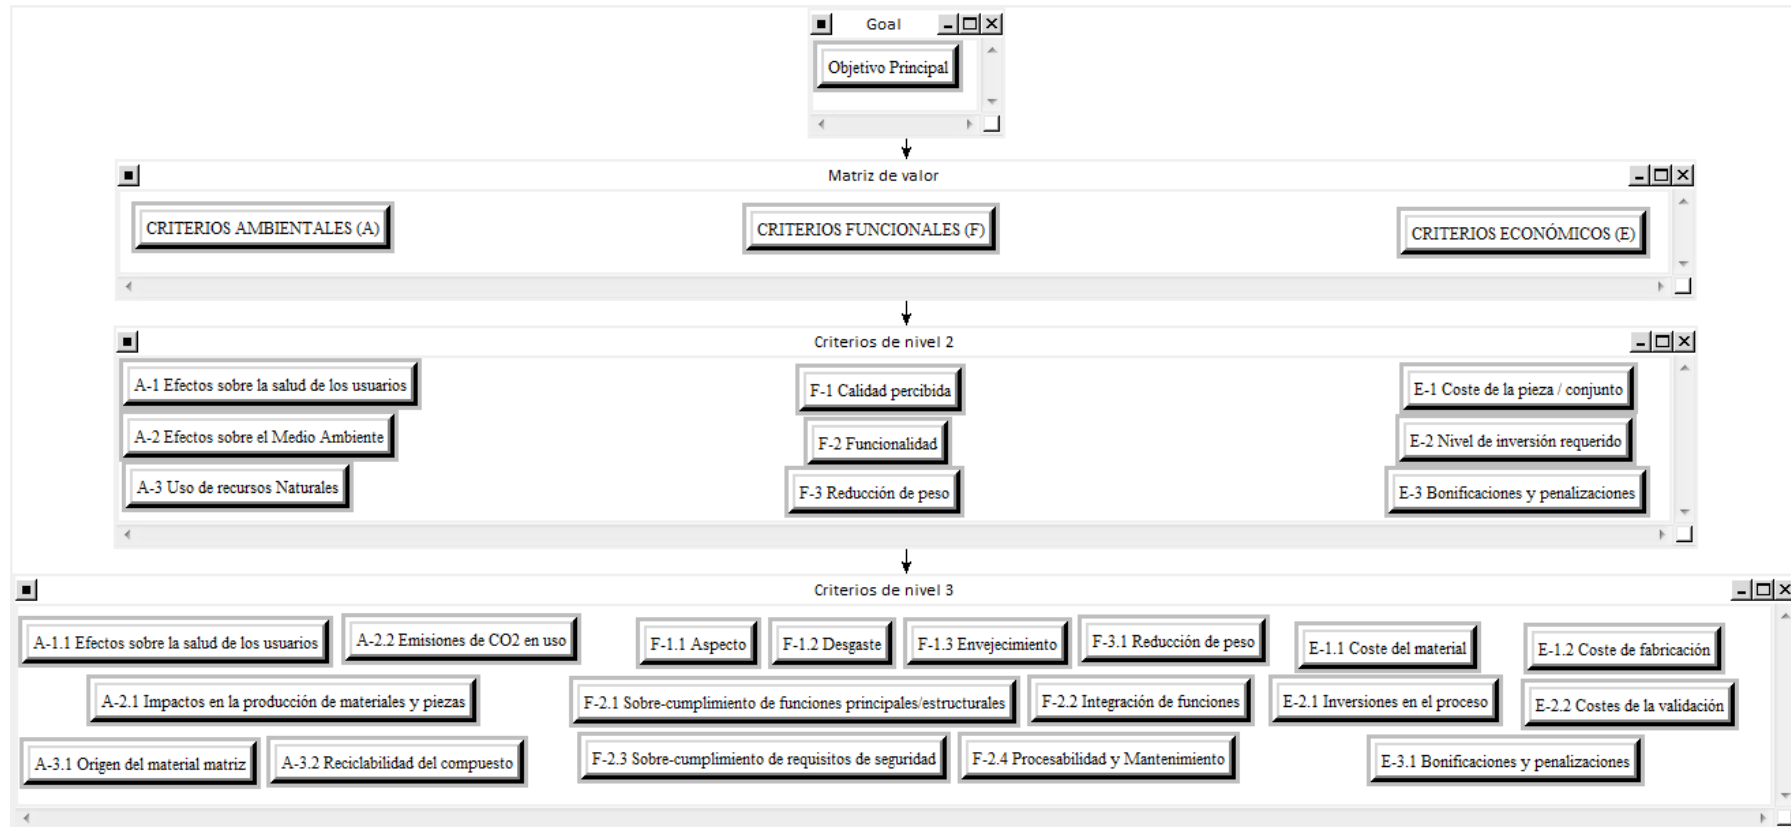 Goal
Objetivo Principal
Matriz de valor
CRITERIOS AMBIENTALES (A)
CRITERIOS FUNCIONALES (F)
CRITERIOS ECONÓMICOS (E)
Criterios de nivel 2
A-1 Efectos sobre la salud de los usuarios
A-2 Efectos sobre el Medio Ambiente
A-3 Uso de recursos Naturales
F-1 Calidad percibida
F-2 Funcionalidad
F-3 Reducción de peso
E-1 Coste de la pieza / conjunto
E-2 Nivel de inversión requerido
E-3 Bonificaciones y penalizaciones
Criterios de nivel 3
A-1.1 Efectos sobre la salud de los usuarios
A-2.2 Emisiones de CO2 en uso
F-1.1 Aspecto
F-1.2 Desgaste
F-1.3 Envejecimiento
F-3.1 Reducción de peso
E-1.1 Coste del material
E-1.2 Coste de fabricación
A-2.1 Impactos en la producción de materiales y piezas
F-2.1 Sobre-cumplimiento de funciones principales/estructurales
F-2.2 Integración de funciones
E-2.1 Inversiones en el proceso
E-2.2 Costes de la validación
A-3.1 Origen del material matriz
A-3.2 Reciclabilidad del compuesto
F-2.3 Sobre-cumplimiento de requisitos de seguridad
F-2.4 Procesabilidad y Mantenimiento
E-3.1 Bonificaciones y penalizaciones